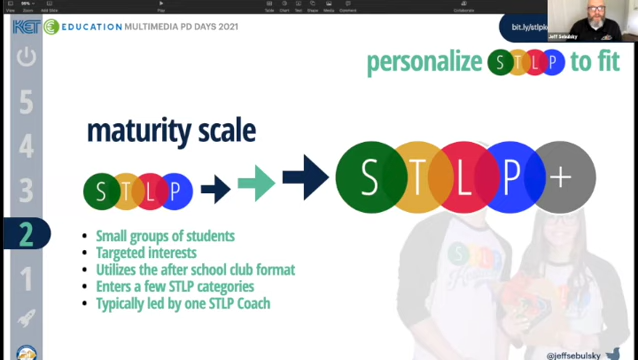 KET EDUCATION MULTIMEDIA PD DAYS 2021
bit.ly/stlpk
Jeff Sebulsky
personalize STLP to fit
5
4
3
2
1
maturity scale
STLP
STLP+
• Small groups of students
• Targeted interests
• Utilizes the after school club format
• Enters a few STLP categories
• Typically led by one STLP Coach
@jeffsebulsky